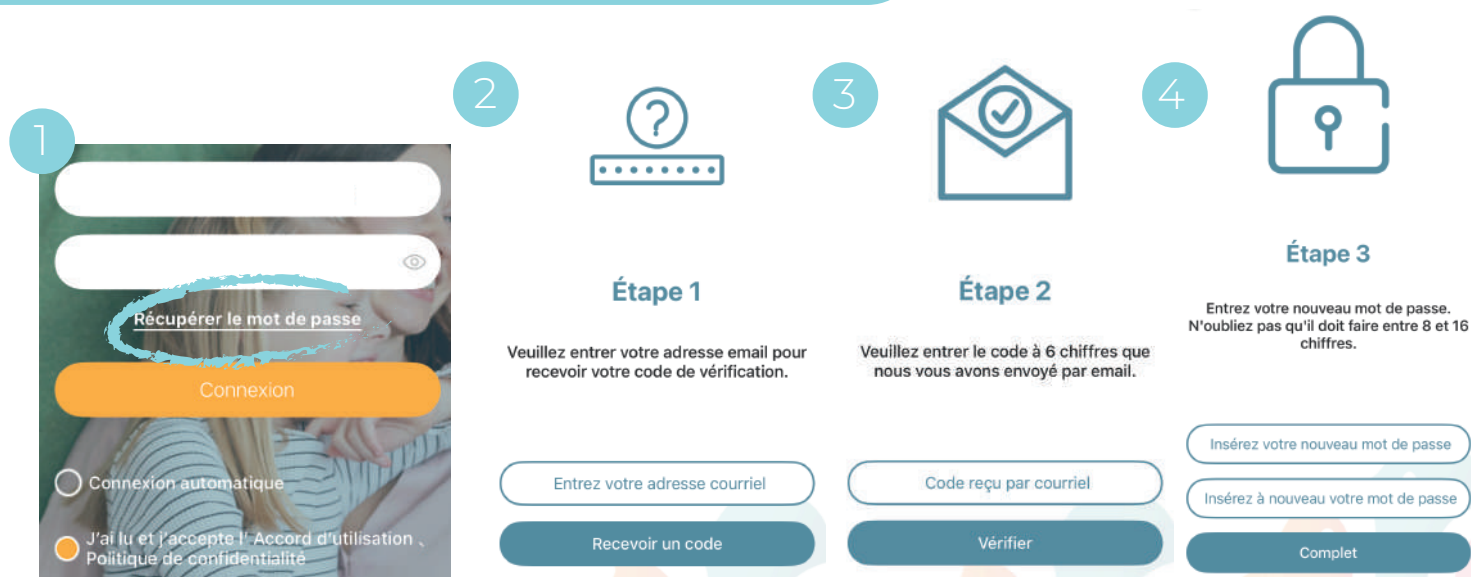 1
Récupérer le mot de passe
Connexion
Connexion automatique
J'ai lu et j'accepte l' Accord d'utilisation 、
Politique de confidentialité
2
Étape 1
Veuillez entrer votre adresse email pour
recevoir votre code de vérification.
Entrez votre adresse courriel
Recevoir un code
3
Étape 2
Veuillez entrer le code à 6 chiffres que
nous vous avons envoyé par email.
Code reçu par courriel
Vérifier
4
Étape 3
Entrez votre nouveau mot de passe.
N'oubliez pas qu'il doit faire entre 8 et 16
chiffres.
Insérez votre nouveau mot de passe
Insérez à nouveau votre mot de passe
Complet